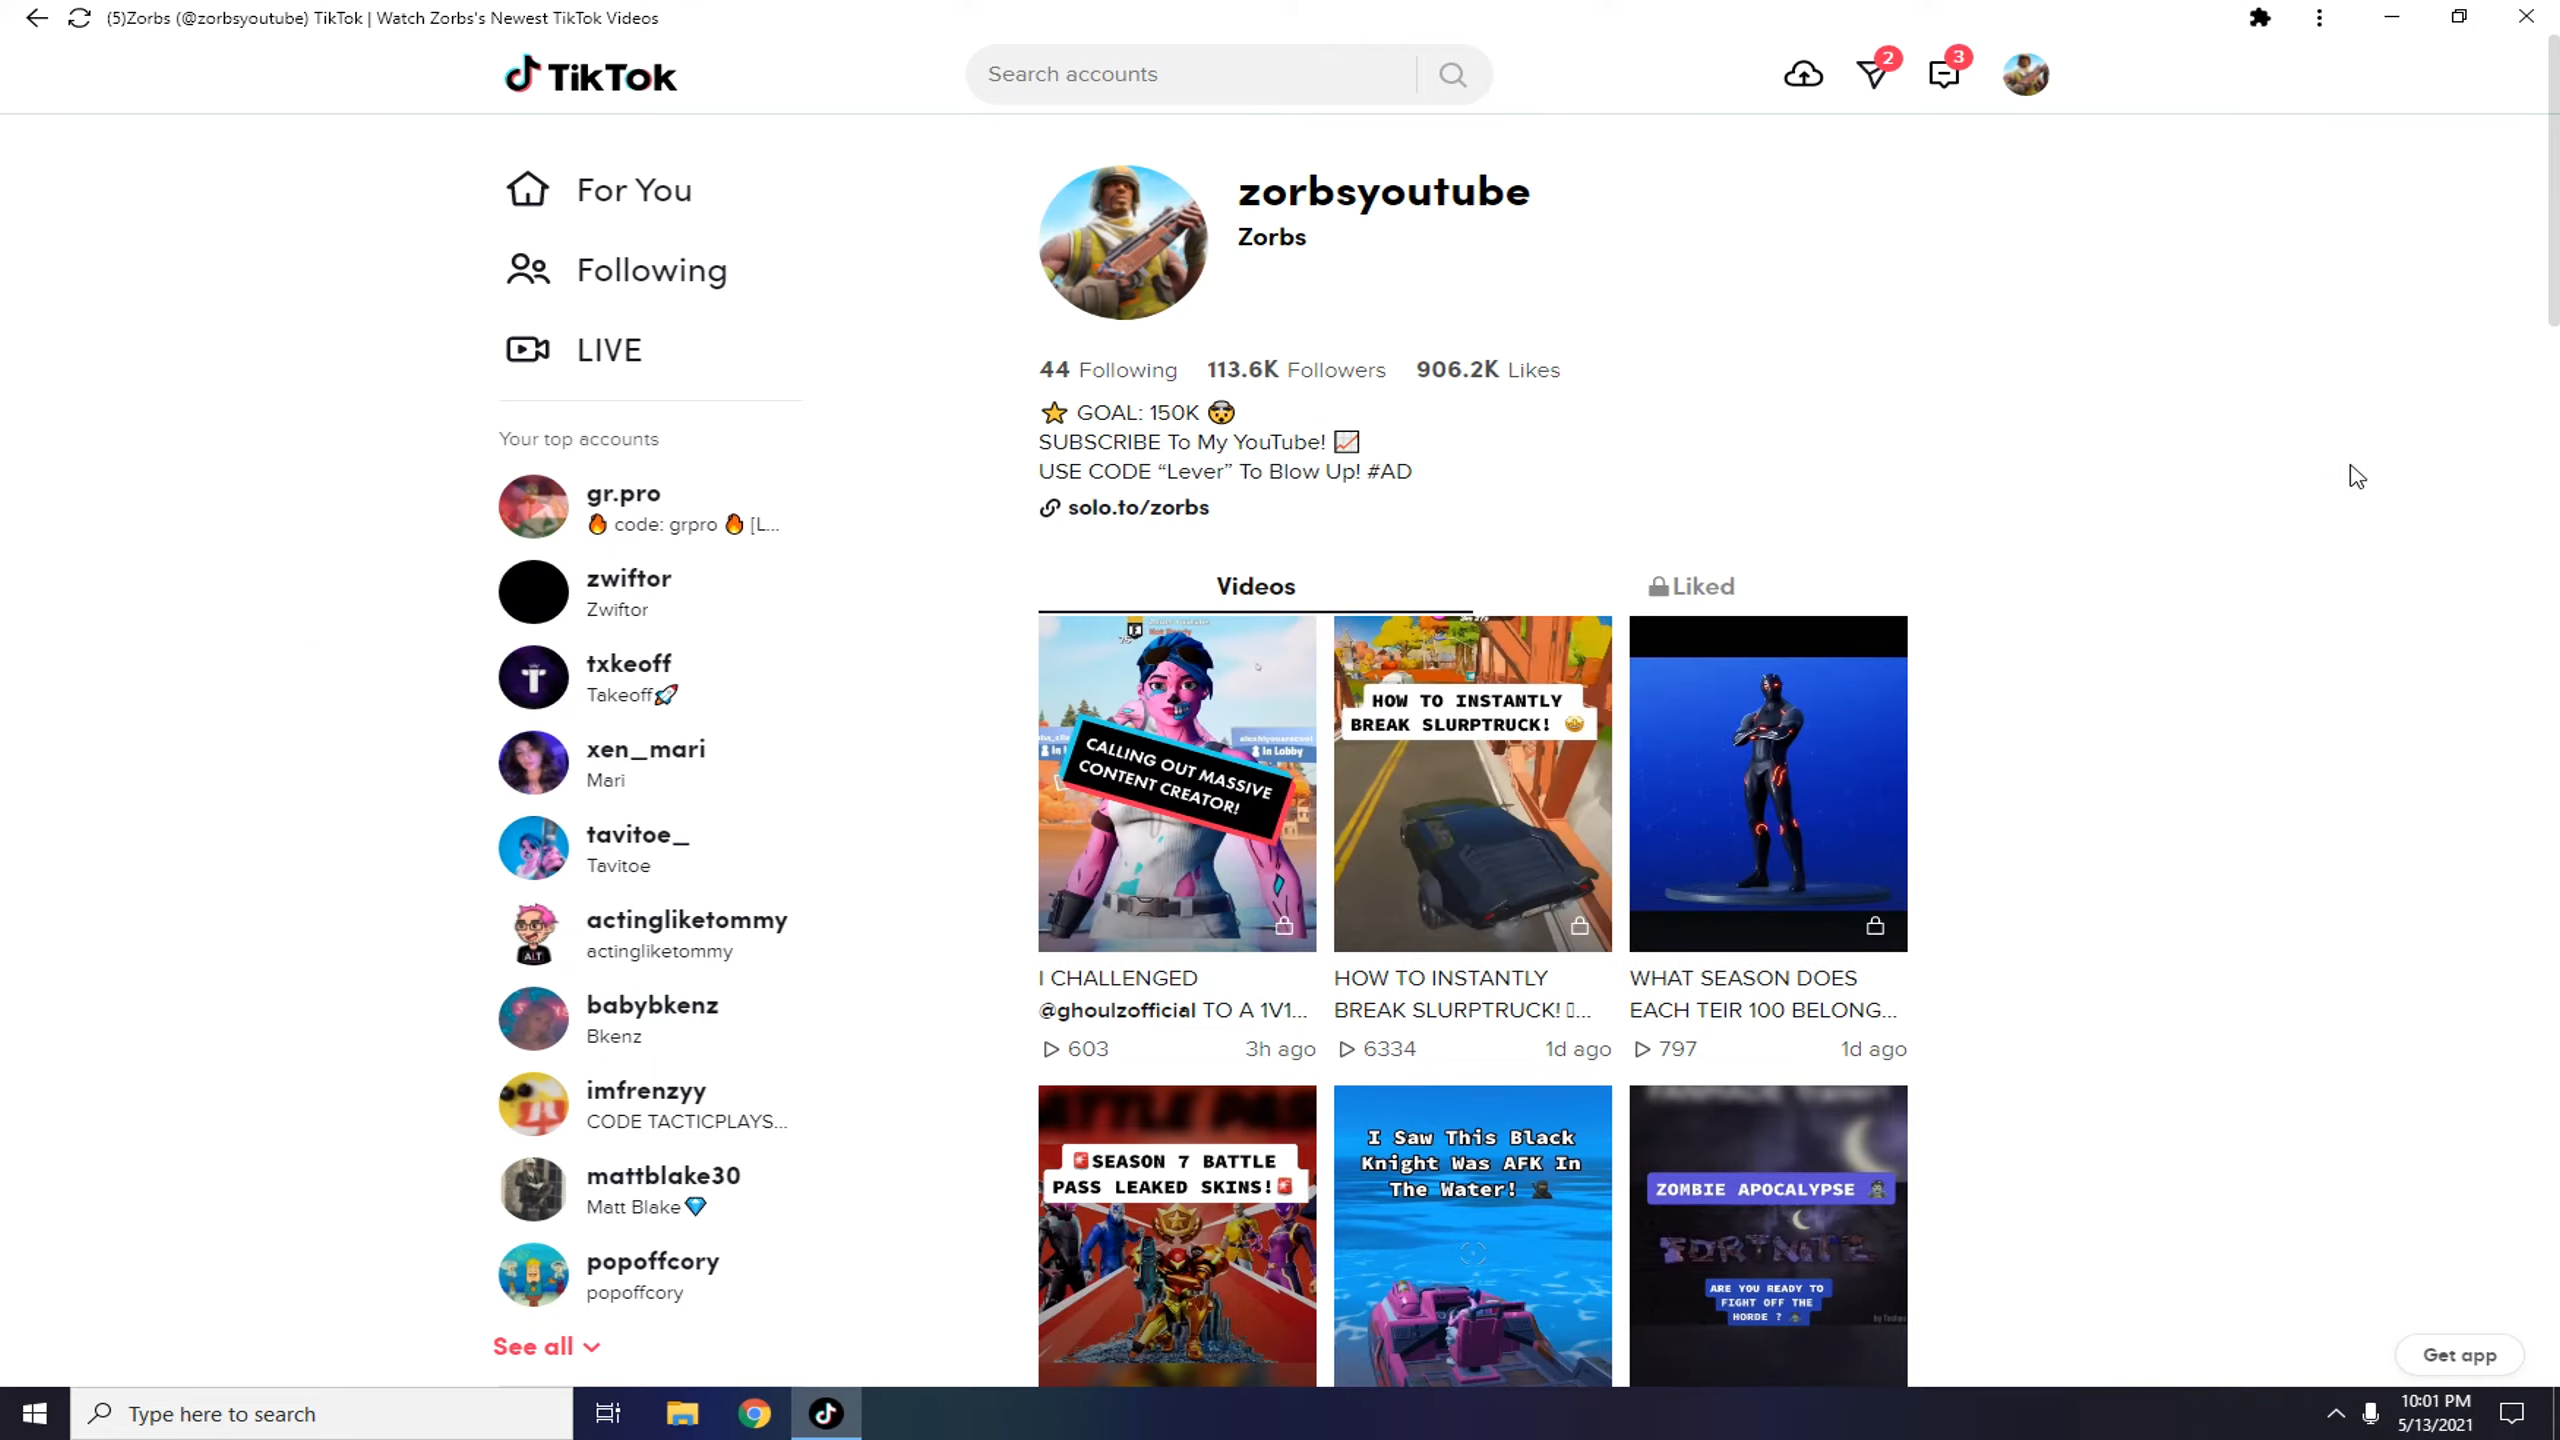 (5)Zorbs (@zorbsyoutube) TikTok | Watch Zorbs's Newest TikTok Videos
TikTok
Search accounts
2
3
For You
Following
LIVE
Your top accounts
gr.pro
🔥 code: grpro 🔥 [L...
zwiftor
Zwiftor
txkeoff
Takeoff🚀
xen_mari
Mari
tavitoe_
Tavitoe
ALT
actingliketommy
actingliketommy
babybkenz
Bkenz
imfrenzyy
CODE TACTICPLAYS...
mattblake30
Matt Blake💎
popoffcory
popoffcory
See all
zorbsyoutube
Zorbs
44 Following 113.6K Followers 906.2K Likes
⭐ GOAL: 150K 🤯
SUBSCRIBE To My YouTube! 📈
USE CODE “Lever” To Blow Up! #AD
solo.to/zorbs
Videos
Liked
In Lobby
CALLING OUT MASSIVE
CONTENT CREATOR!
I CHALLENGED
@ghoulzofficial TO A 1V1...
603 3h ago
HOW TO INSTANTLY
BREAK SLURPTRUCK! 🤩
HOW TO INSTANTLY
BREAK SLURPTRUCK! ▯...
6334 1d ago
WHAT SEASON DOES
EACH TEIR 100 BELONG...
797 1d ago
🚨SEASON 7 BATTLE
PASS LEAKED SKINS!🚨
I Saw This Black
Knight Was AFK In
The Water! 🥷
ZOMBIE APOCALYPSE 🧟
FORTNITE
ARE YOU READY TO
FIGHT OFF THE
HORDE ? 🧟
Get app
Type here to search
10:01 PM
5/13/2021